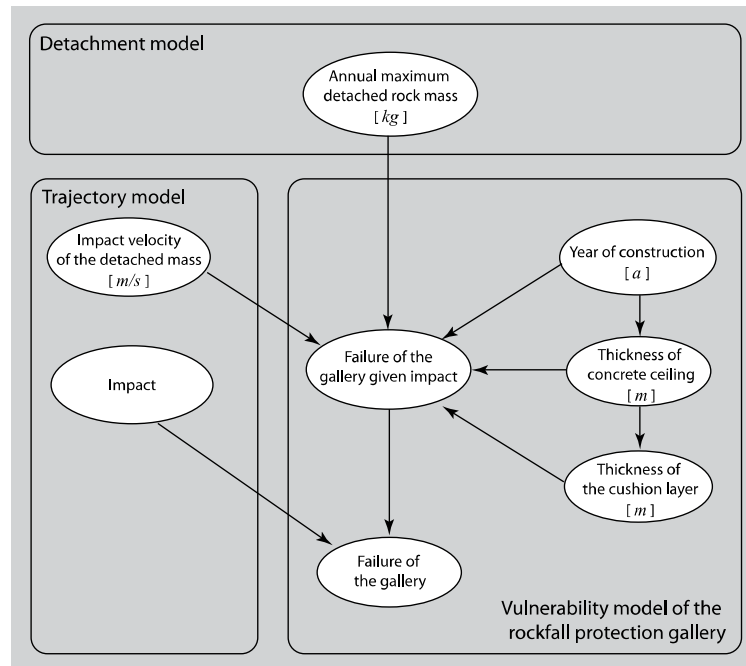 Detachment model
Annual maximum
detached rock mass
[kg]
Trajectory model
Impact velocity
of the detached mass
[m/s]
Impact
Year of construction
[a]
Failure of the
gallery given impact
Thickness of
concrete ceiling
[m]
Thickness of
the cushion layer
[m]
Failure of
the gallery
Vulnerability model of the
rockfall protection gallery